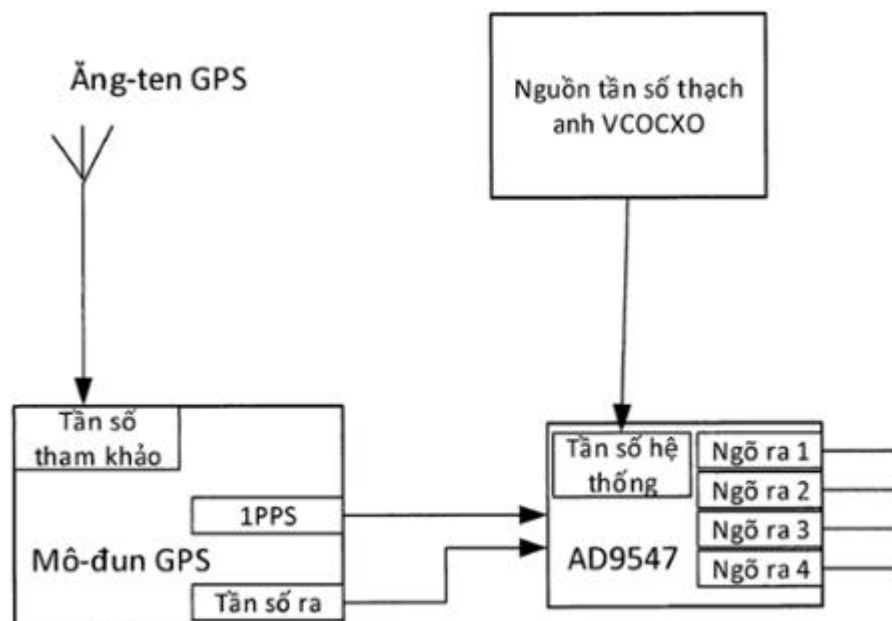 Ăng-ten GPS
Nguồn tần số thạch
anh VCOCXO
Tần số
tham khảo
1PPS
Mô-đun GPS
Tần số ra
Tần số hệ
thống
AD9547
Ngõ ra 1
Ngõ ra 2
Ngõ ra 3
Ngõ ra 4